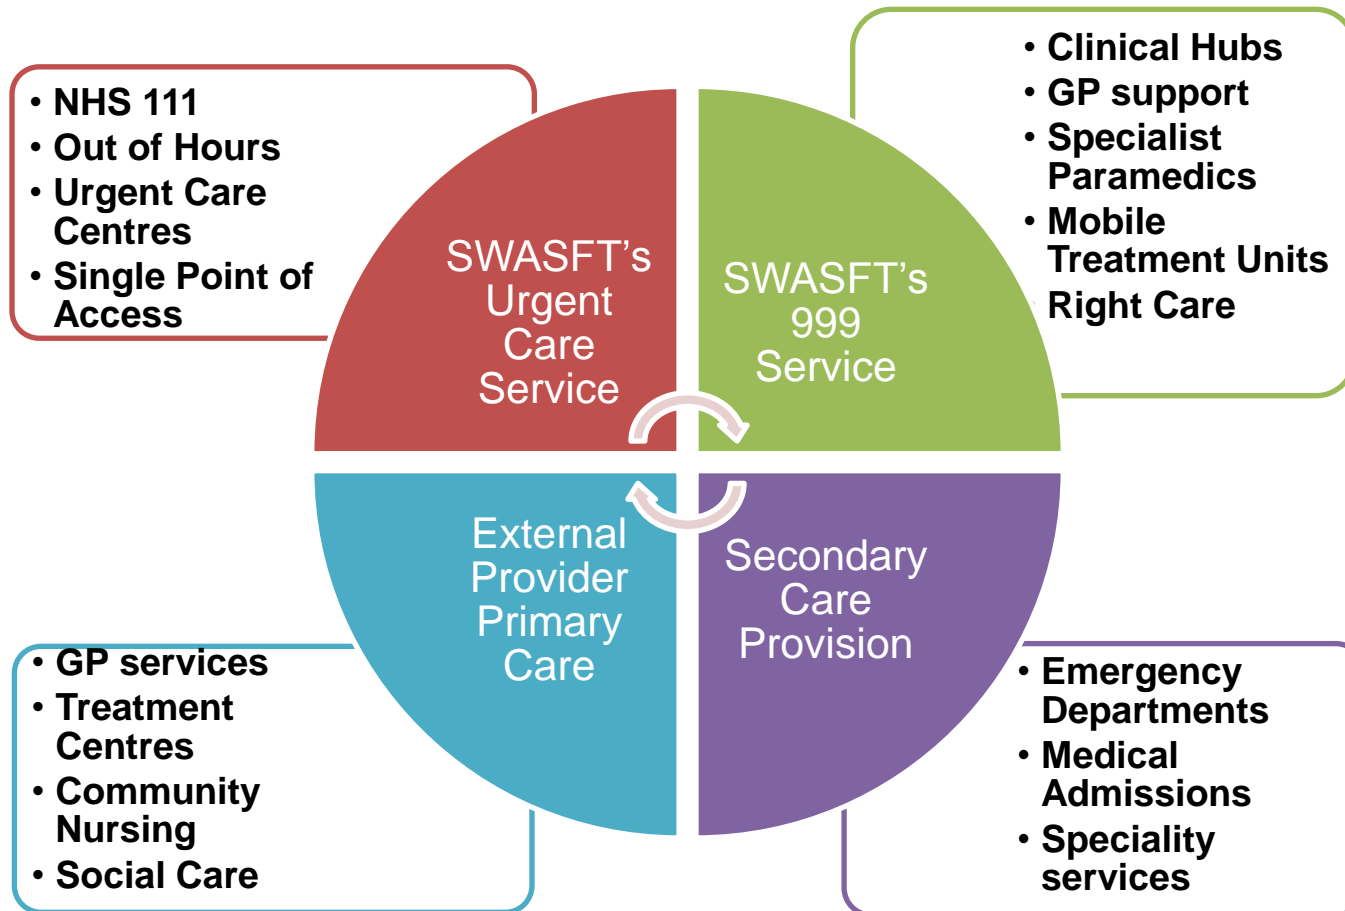 • NHS 111
• Out of Hours
• Urgent Care
Centres
• Single Point of
Access
SWASFT’s
Urgent
Care
Service
SWASFT’s
999
Service
• Clinical Hubs
• GP support
• Specialist
Paramedics
• Mobile
Treatment Units
• Right Care
• GP services
• Treatment
Centres
• Community
Nursing
• Social Care
External
Provider
Primary
Care
Secondary
Care
Provision
• Emergency
Departments
• Medical
Admissions
• Speciality
services